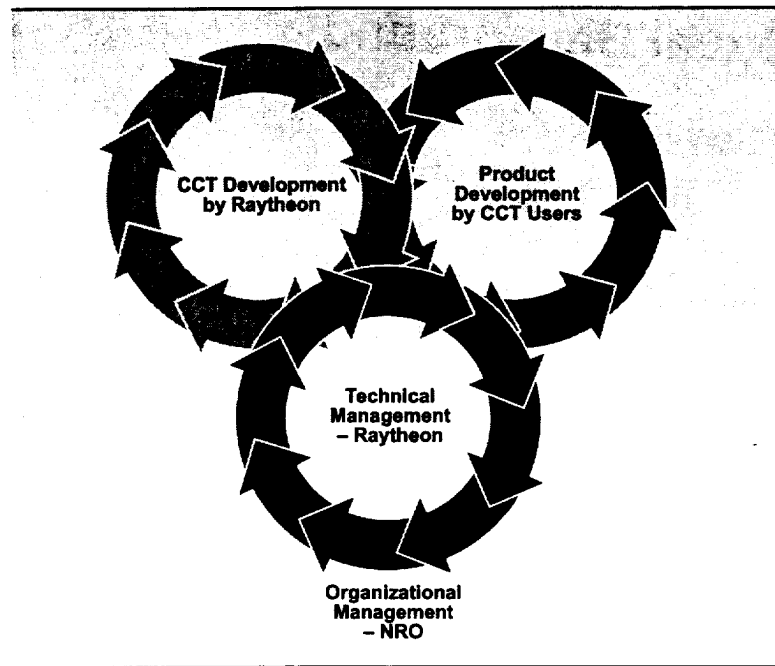 CCT Development
by Raytheon
Product
Development
by CCT Users
Technical
Management
– Raytheon
Organizational
Management
– NRO